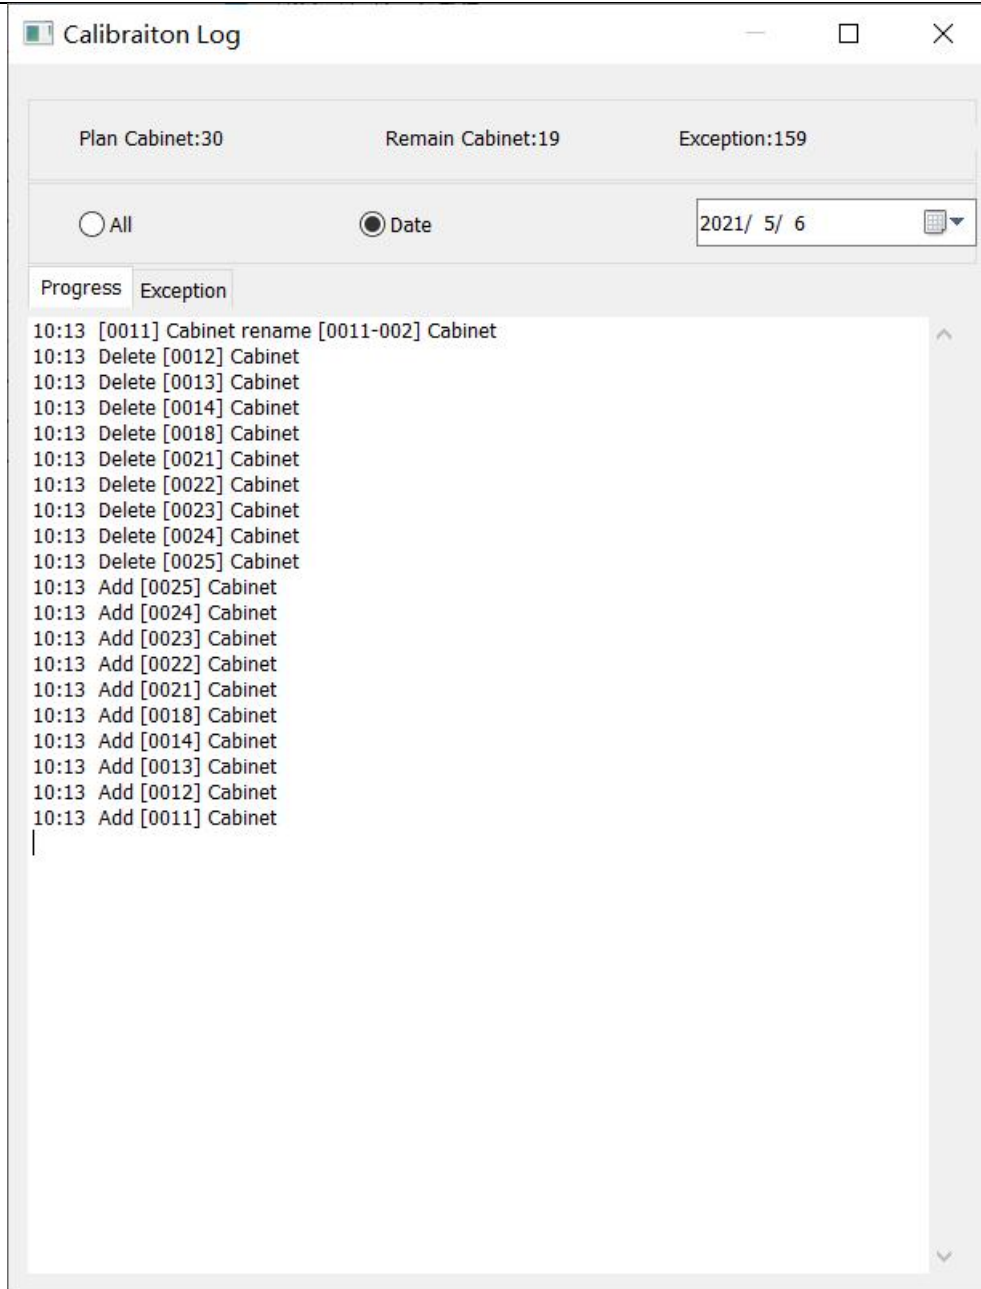 Calibraiton Log
Plan Cabinet:30 Remain Cabinet:19 Exception:159
All Date 2021/ 5/ 6
Progress Exception
10:13 [0011] Cabinet rename [0011-002] Cabinet
10:13 Delete [0012] Cabinet
10:13 Delete [0013] Cabinet
10:13 Delete [0014] Cabinet
10:13 Delete [0018] Cabinet
10:13 Delete [0021] Cabinet
10:13 Delete [0022] Cabinet
10:13 Delete [0023] Cabinet
10:13 Delete [0024] Cabinet
10:13 Delete [0025] Cabinet
10:13 Add [0025] Cabinet
10:13 Add [0024] Cabinet
10:13 Add [0023] Cabinet
10:13 Add [0022] Cabinet
10:13 Add [0021] Cabinet
10:13 Add [0018] Cabinet
10:13 Add [0014] Cabinet
10:13 Add [0013] Cabinet
10:13 Add [0012] Cabinet
10:13 Add [0011] Cabinet